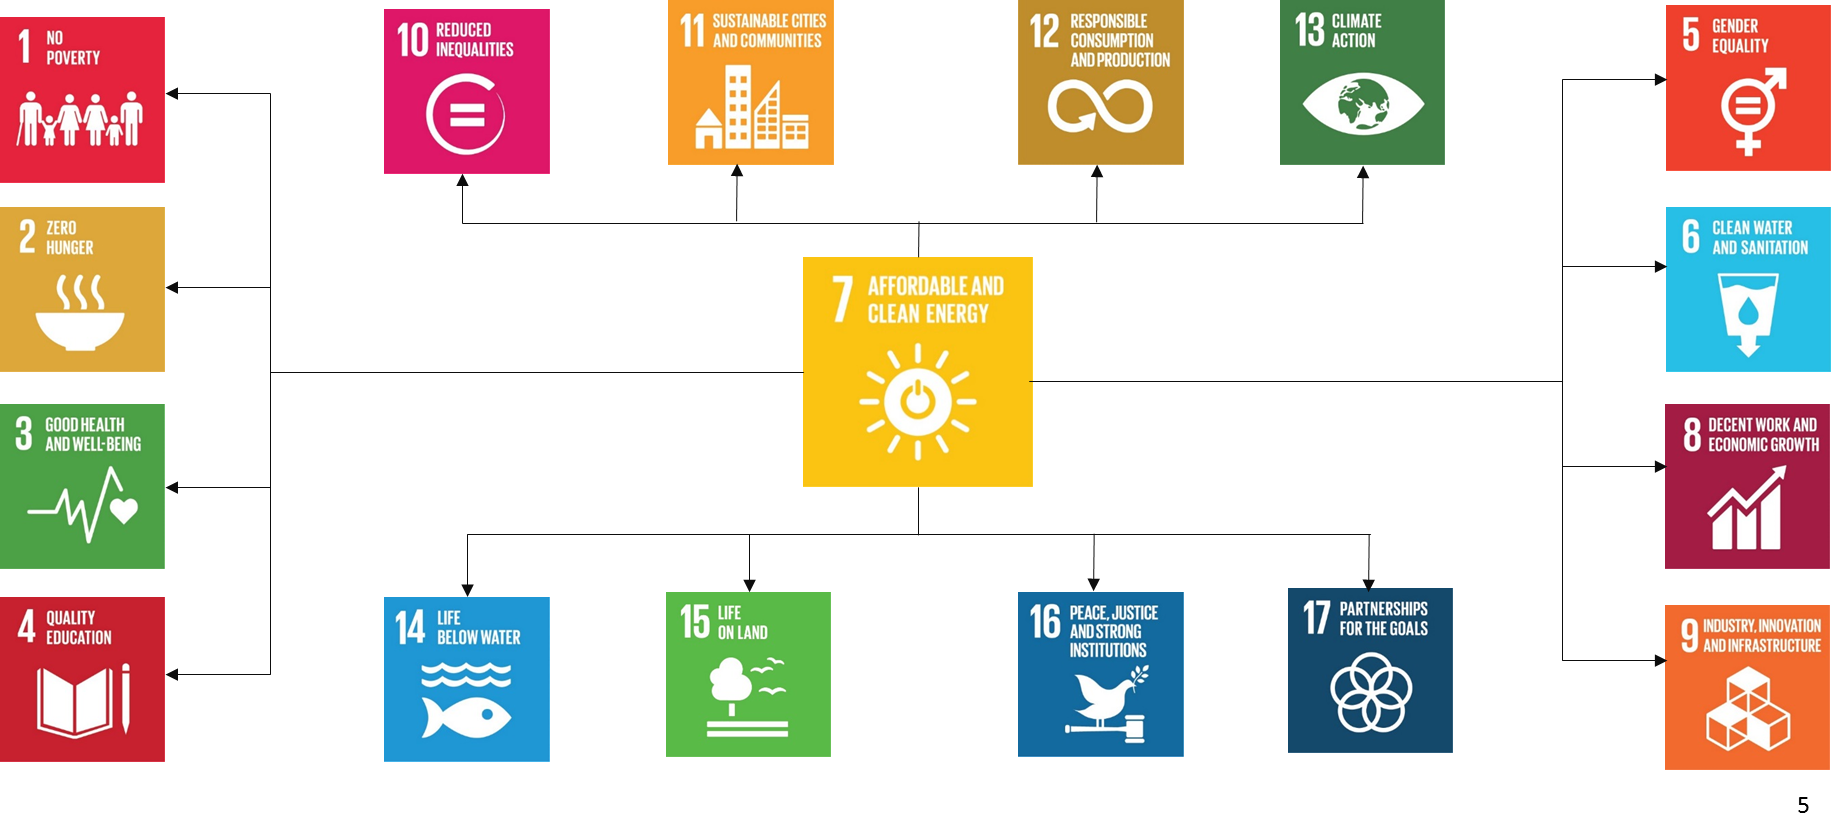 1 NO
POVERTY
10 REDUCED
INEQUALITIES
11 SUSTAINABLE CITIES
AND COMMUNITIES
12 RESPONSIBLE
CONSUMPTION
AND PRODUCTION
13 CLIMATE
ACTION
5 GENDER
EQUALITY
2 ZERO
HUNGER
7 AFFORDABLE AND
CLEAN ENERGY
6 CLEAN WATER
AND SANITATION
3 GOOD HEALTH
AND WELL-BEING
8 DECENT WORK AND
ECONOMIC GROWTH
4 QUALITY
EDUCATION
14 LIFE
BELOW WATER
15 LIFE
ON LAND
16 PEACE, JUSTICE
AND STRONG
INSTITUTIONS
17 PARTNERSHIPS
FOR THE GOALS
9 INDUSTRY, INNOVATION
AND INFRASTRUCTURE
5